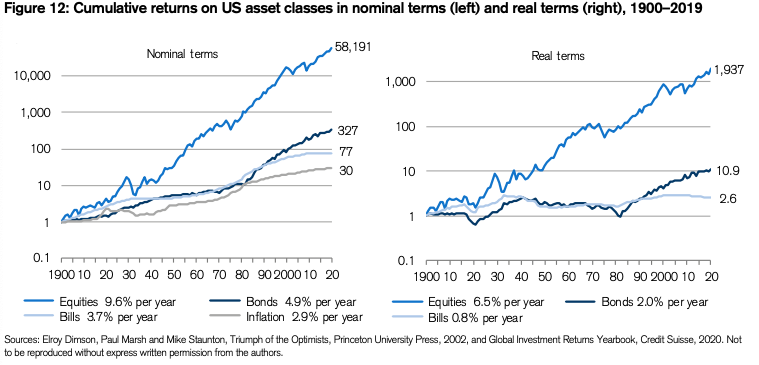 Figure 12: Cumulative returns on US asset classes in nominal terms (left) and real terms (right), 1900–2019
Nominal terms
58,191
10,000
1,000
327
100
77
30
10
1
0.1
1900 10 20 30 40 50 60 70 80 90 2000 10 20
Equities 9.6% per year
Bonds 4.9% per year
Bills 3.7% per year
Inflation 2.9% per year
Real terms
1,937
1,000
100
10
10.9
2.6
1
0.1
1900 10 20 30 40 50 60 70 80 90 2000 10 20
Equities 6.5% per year
Bonds 2.0% per year
Bills 0.8% per year
Sources: Elroy Dimson, Paul Marsh and Mike Staunton, Triumph of the Optimists, Princeton University Press, 2002, and Global Investment Returns Yearbook, Credit Suisse, 2020. Not
to be reproduced without express written permission from the authors.